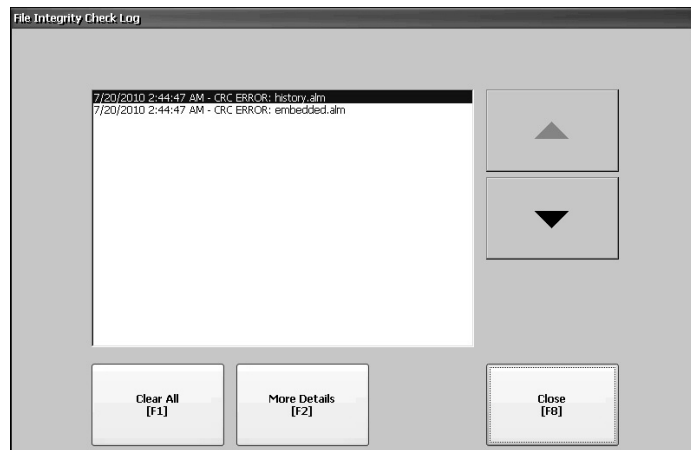 File Integrity Check Log
7/20/2010 2:44:47 AM - CRC ERROR: history.alm
7/20/2010 2:44:47 AM - CRC ERROR: embedded.alm
Clear All
[F1]
More Details
[F2]
Close
[F8]